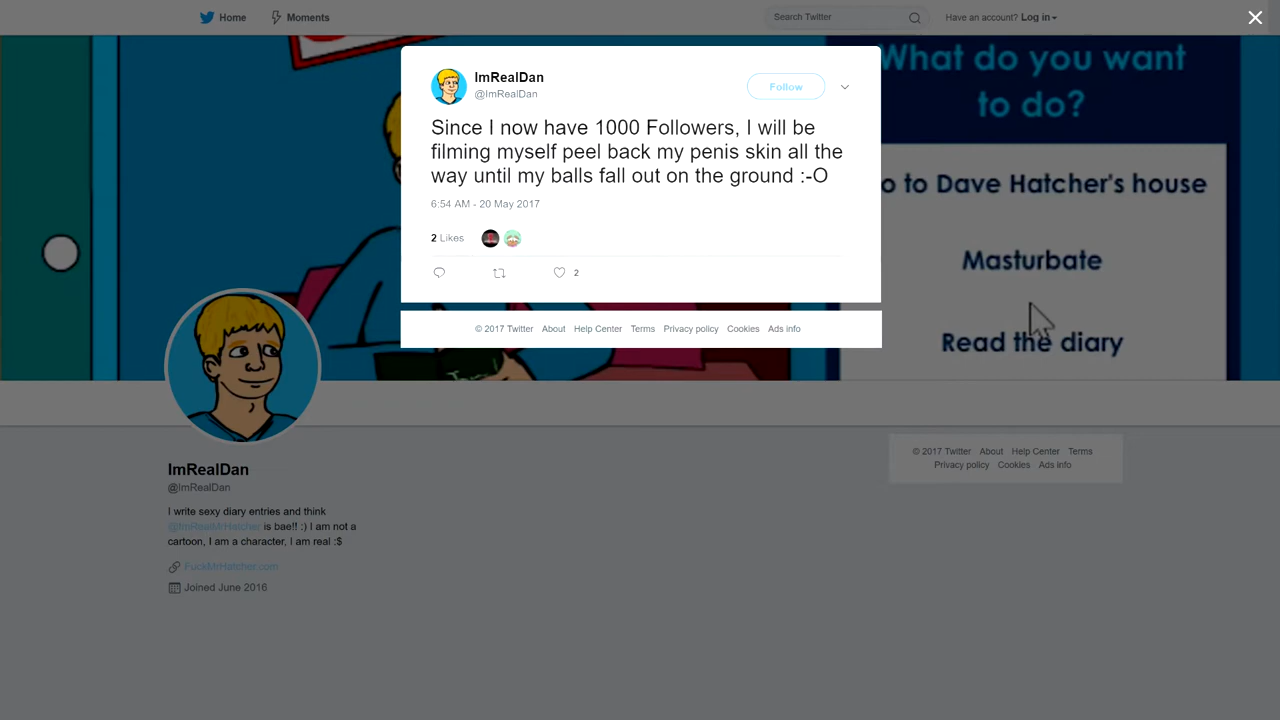 Home
Moments
Search Twitter
Have an account? Log in
ImRealDan
@ImRealDan
Follow
Since I now have 1000 Followers, I will be
filming myself peel back my penis skin all the
way until my balls fall out on the ground :-O
6:54 AM - 20 May 2017
2 Likes
2
© 2017 Twitter About Help Center Terms Privacy policy Cookies Ads info
What do you want
to do?
o to Dave Hatcher's house
Masturbate
Read the diary
ImRealDan
@ImRealDan
I write sexy diary entries and think
@ImRealMrHatcher is bae!! :) I am not a
cartoon, I am a character, I am real :$
FuckMrHatcher.com
Joined June 2016
© 2017 Twitter About Help Center Terms
Privacy policy Cookies Ads info